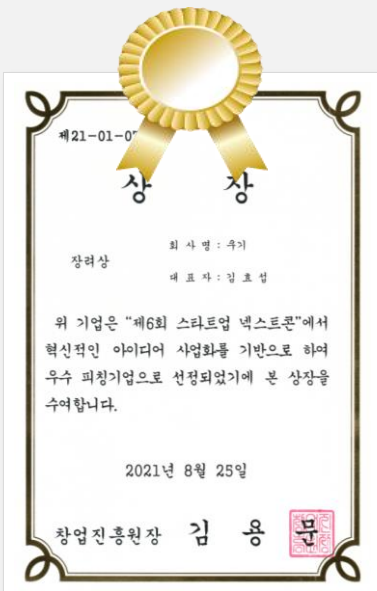 제21-01-0
상 장
회 사 명 : 우기
장려상
대 표 자 : 김 효 섭
위 기업은 “제6회 스타트업 넥스트콘”에서
혁신적인 아이디어 사업화를 기반으로 하여
우수 피칭기업으로 선정되었기에 본 상장을
수여합니다.
2021년 8월 25일
창업진흥원장 김 용 문